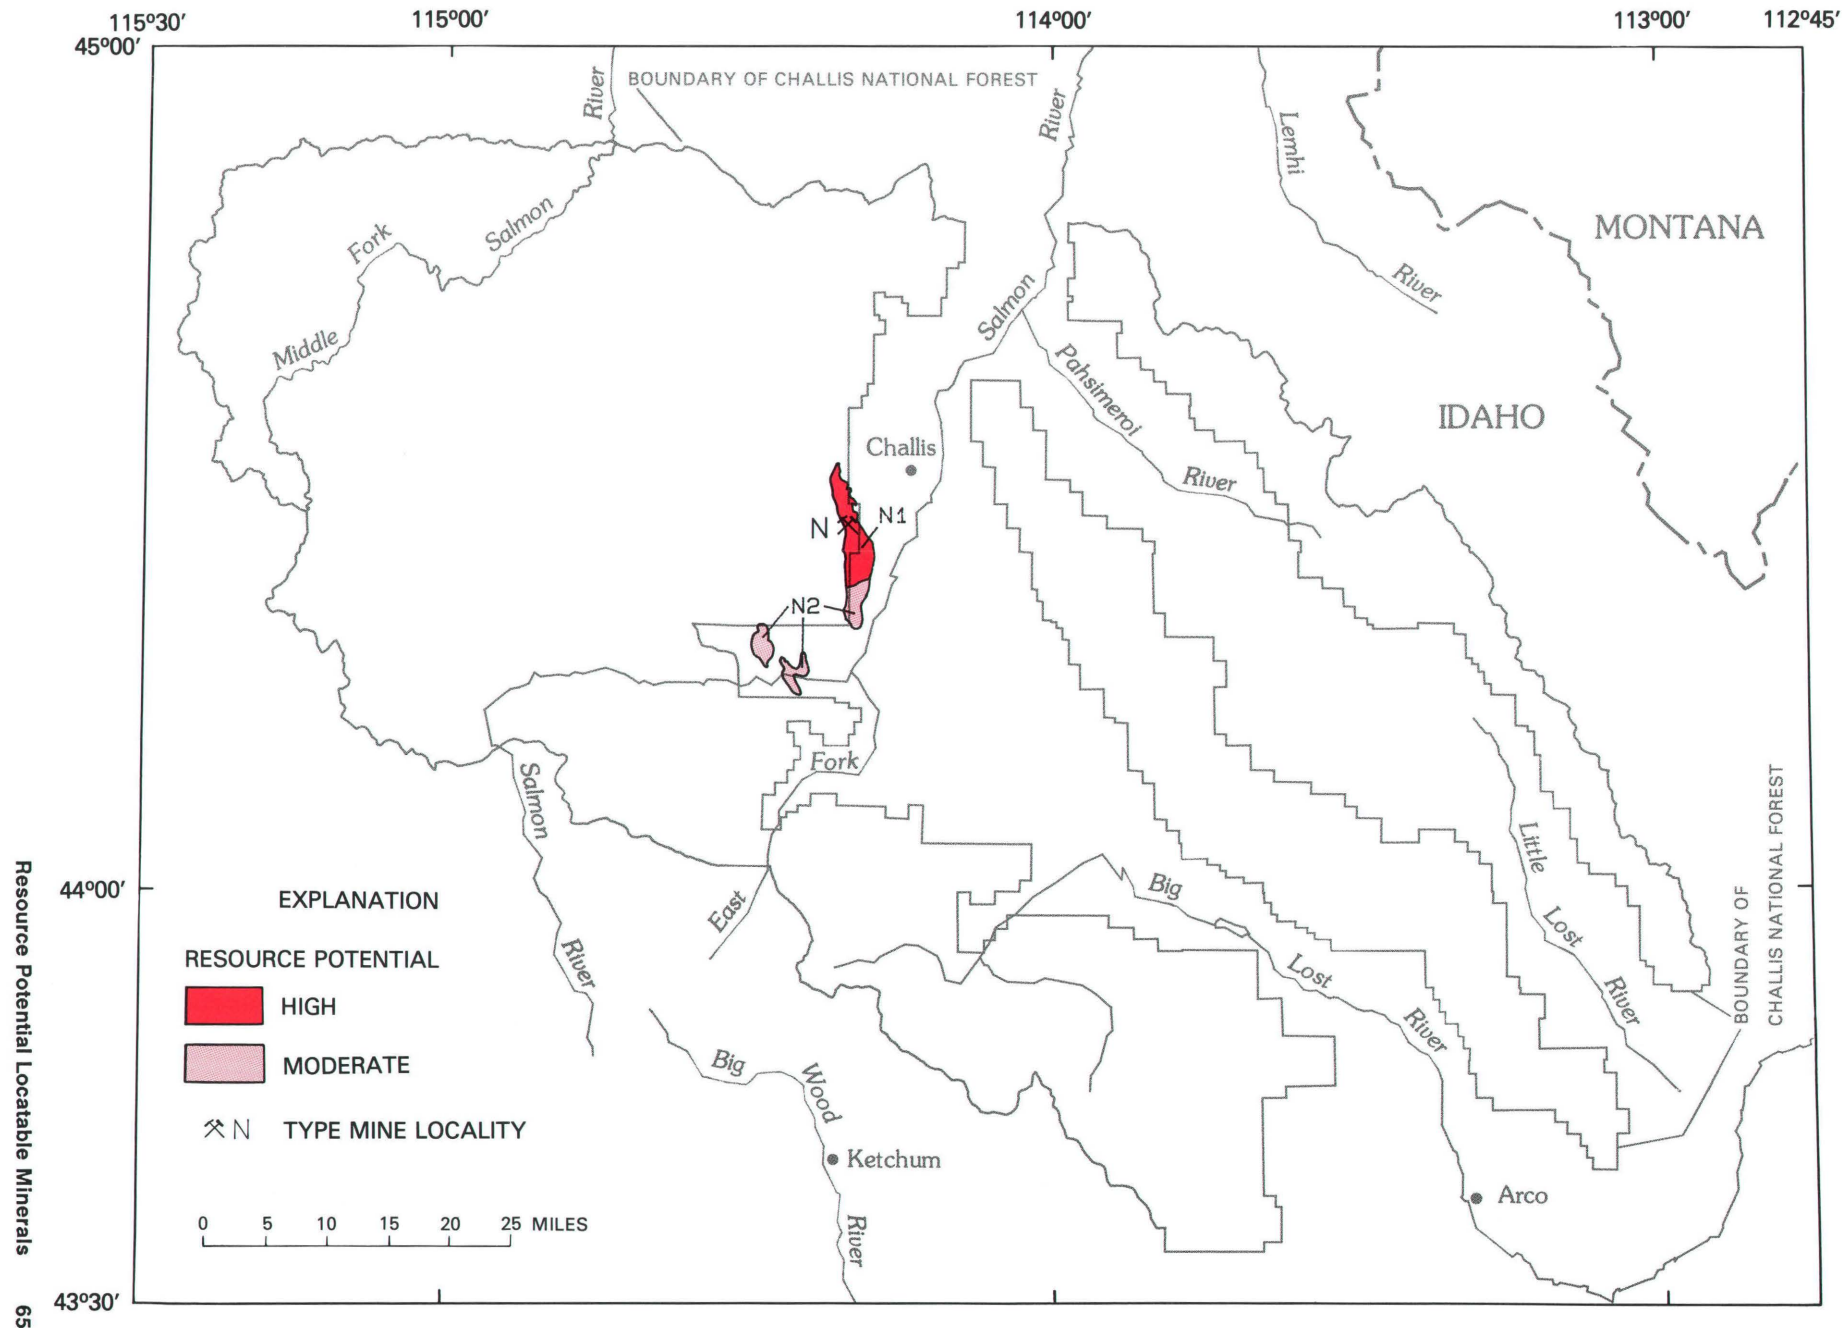 115°30′ 115°00′ 114°00′ 113°00′ 112°45′
45°00′
BOUNDARY OF CHALLIS NATIONAL FOREST
River
River
Lemhi
River
MONTANA
Salmon
Fork
Middle
Salmon
Pahsimeroi
River
IDAHO
Challis
N
N1
N2
Fork
East
Salmon
River
44°00′
Big
Lost
River
Little
Lost
River
BOUNDARY OF
CHALLIS NATIONAL FOREST
Big
Wood
River
Ketchum
Arco
EXPLANATION
RESOURCE POTENTIAL
HIGH
MODERATE
N TYPE MINE LOCALITY
0 5 10 15 20 25 MILES
43°30′
Resource Potential Locatable Minerals 65